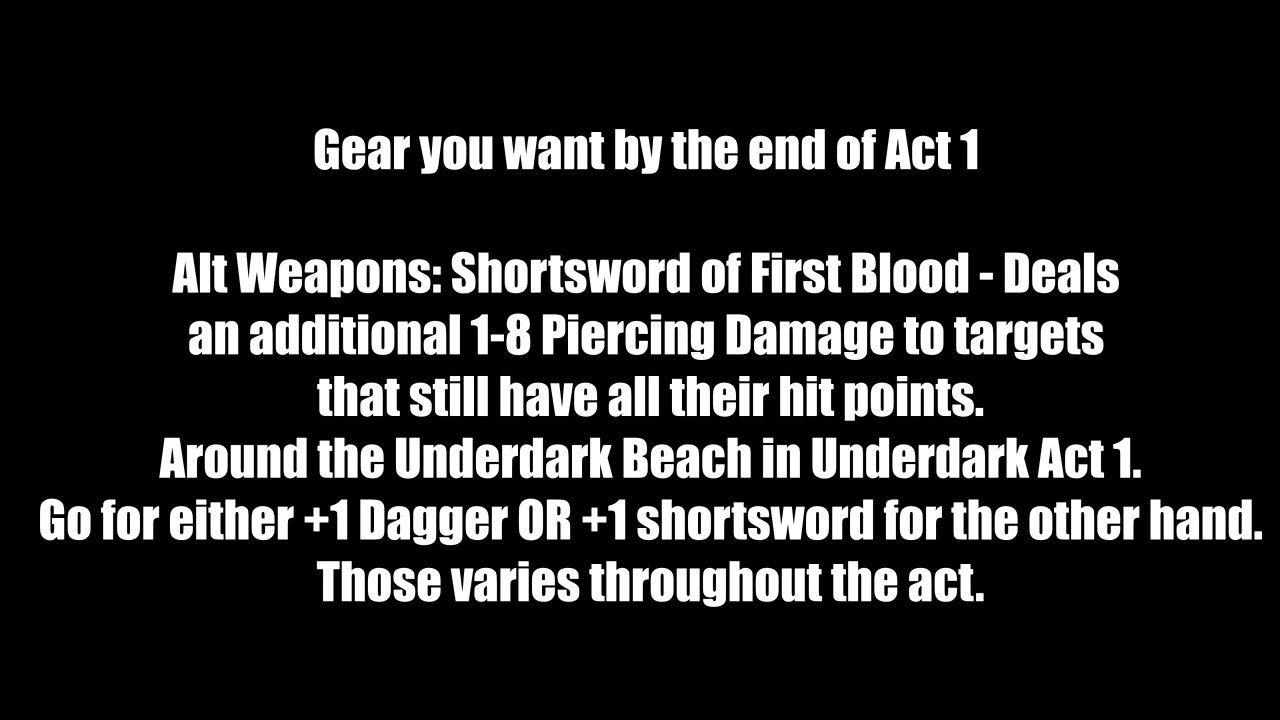 Gear you want by the end of Act 1
Alt Weapons: Shortsword of First Blood - Deals
an additional 1-8 Piercing Damage to targets
that still have all their hit points.
Around the Underdark Beach in Underdark Act 1.
Go for either +1 Dagger OR +1 shortsword for the other hand.
Those varies throughout the act.